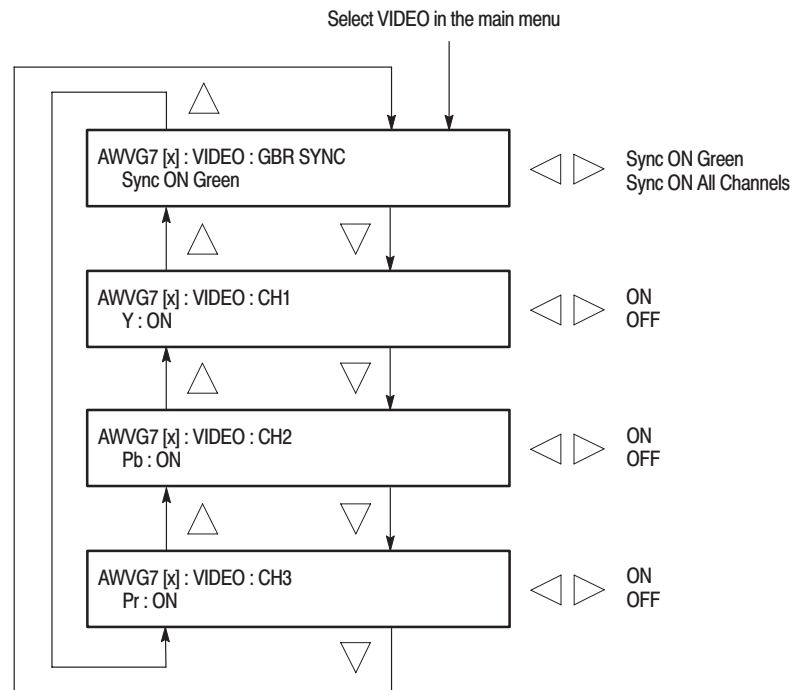 Select VIDEO in the main menu
AWVG7 [x] : VIDEO : GBR SYNC
Sync ON Green
Sync ON Green
Sync ON All Channels
AWVG7 [x] : VIDEO : CH1
Y : ON
ON
OFF
AWVG7 [x] : VIDEO : CH2
Pb : ON
ON
OFF
AWVG7 [x] : VIDEO : CH3
Pr : ON
ON
OFF